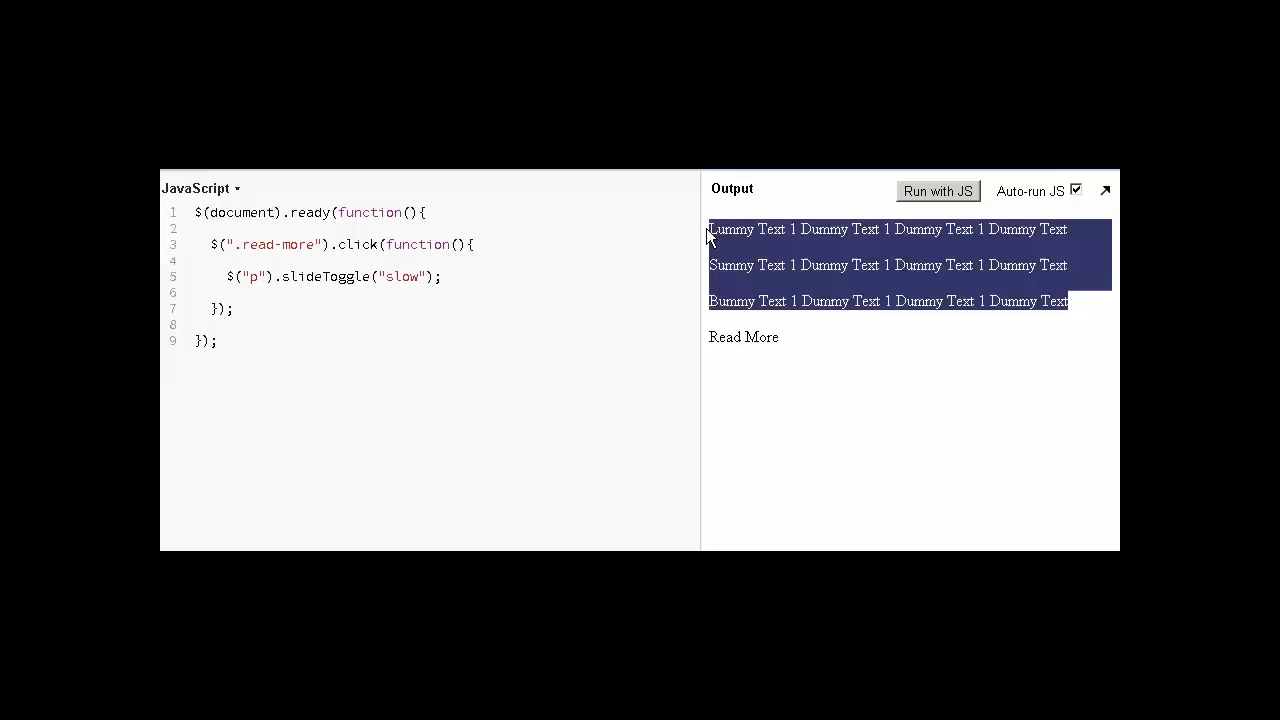 JavaScript
1 $(document).ready(function(){
2
3 $(".read-more").click(function(){
4
5 $("p").slideToggle("slow");
6
7 });
8
9 });
Output
Run with JS
Auto-run JS
Lummy Text 1 Dummy Text 1 Dummy Text 1 Dummy Text
Summy Text 1 Dummy Text 1 Dummy Text 1 Dummy Text
Bummy Text 1 Dummy Text 1 Dummy Text 1 Dummy Text
Read More